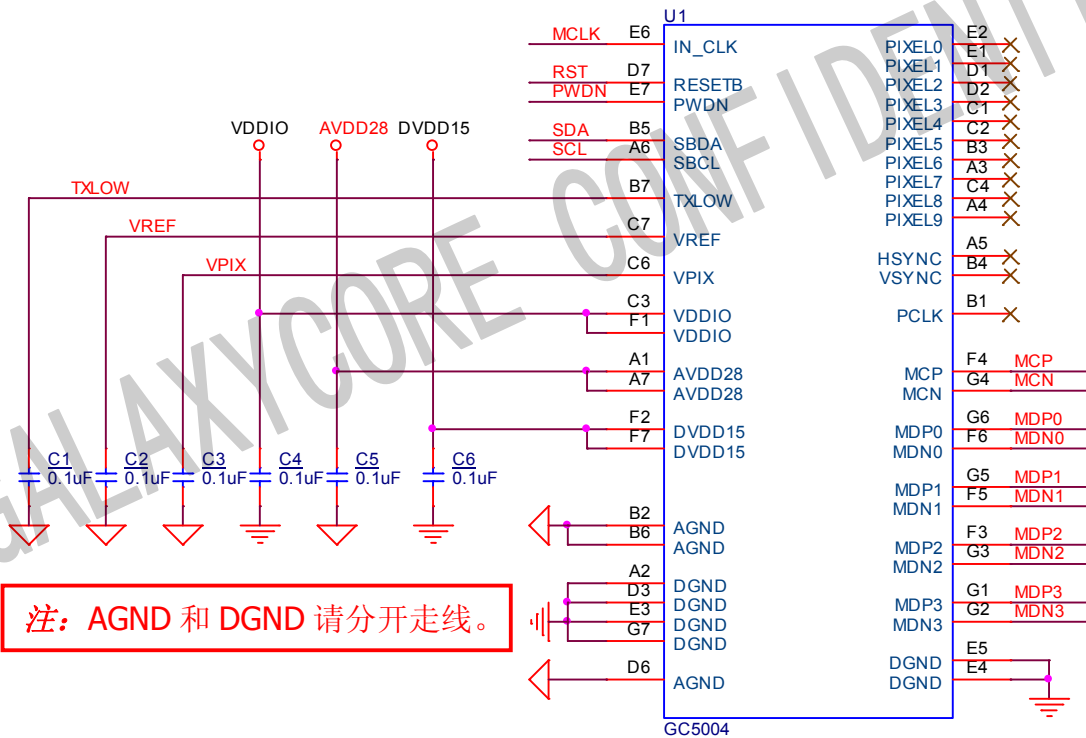 U1
MCLK E6 IN_CLK PIXEL0 E2
PIXEL1 E1
RST D7 RESETB PIXEL2 D1
PWDN E7 PWDN PIXEL3 D2
PIXEL4 C1
SDA B5 SBDA PIXEL5 C2
SCL A6 SBCL PIXEL6 B3
PIXEL7 A3
TXLOW B7 TXLOW PIXEL8 C4
PIXEL9 A4
VDDIO AVDD28 DVDD15
VREF C7 VREF HSYNC A5
VPIX C6 VPIX VSYNC B4
C3 VDDIO PCLK B1
F1 VDDIO
A1 AVDD28 MCP F4 MCP
A7 AVDD28 MCN G4 MCN
F2 DVDD15 MDP0 G6 MDP0
F7 DVDD15 MDN0 F6 MDN0
C1 C2 C3 C4 C5 C6
0.1uF 0.1uF 0.1uF 0.1uF 0.1uF 0.1uF
MDP1 G5 MDP1
MDN1 F5 MDN1
B2 AGND MDP2 F3 MDP2
B6 AGND MDN2 G3 MDN2
A2 DGND MDP3 G1 MDP3
D3 DGND MDN3 G2 MDN3
E3 DGND
G7 DGND DGND E5
D6 AGND DGND E4
GC5004
注：AGND 和 DGND 请分开走线。
GALAXYCORE CONFIDENT